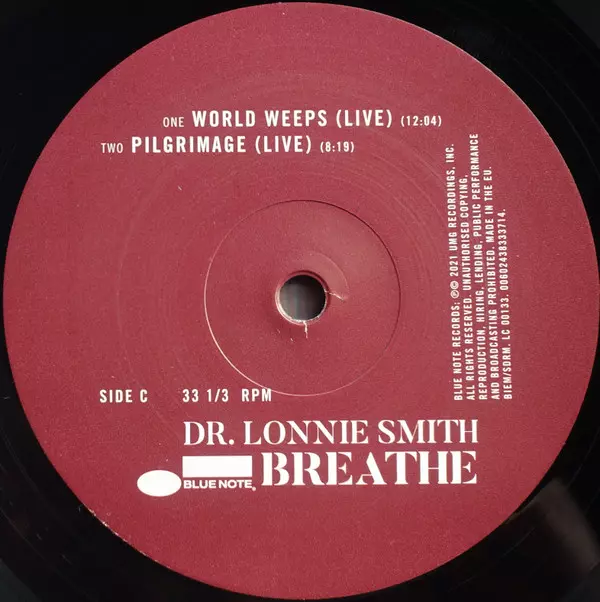 ONE WORLD WEEPS (LIVE) (12:04)
TWO PILGRIMAGE (LIVE) (8:19)
BLUE NOTE RECORDS; ℗© 2021 UMG RECORDINGS, INC.
ALL RIGHTS RESERVED. UNAUTHORISED COPYING,
REPRODUCTION, HIRING, LENDING, PUBLIC PERFORMANCE
AND BROADCASTING PROHIBITED. MADE IN THE EU.
BIEM/SDRM. LC 00133. 00602438333714.
SIDE C 33 1/3 RPM
DR. LONNIE SMITH
BLUE NOTE® BREATHE